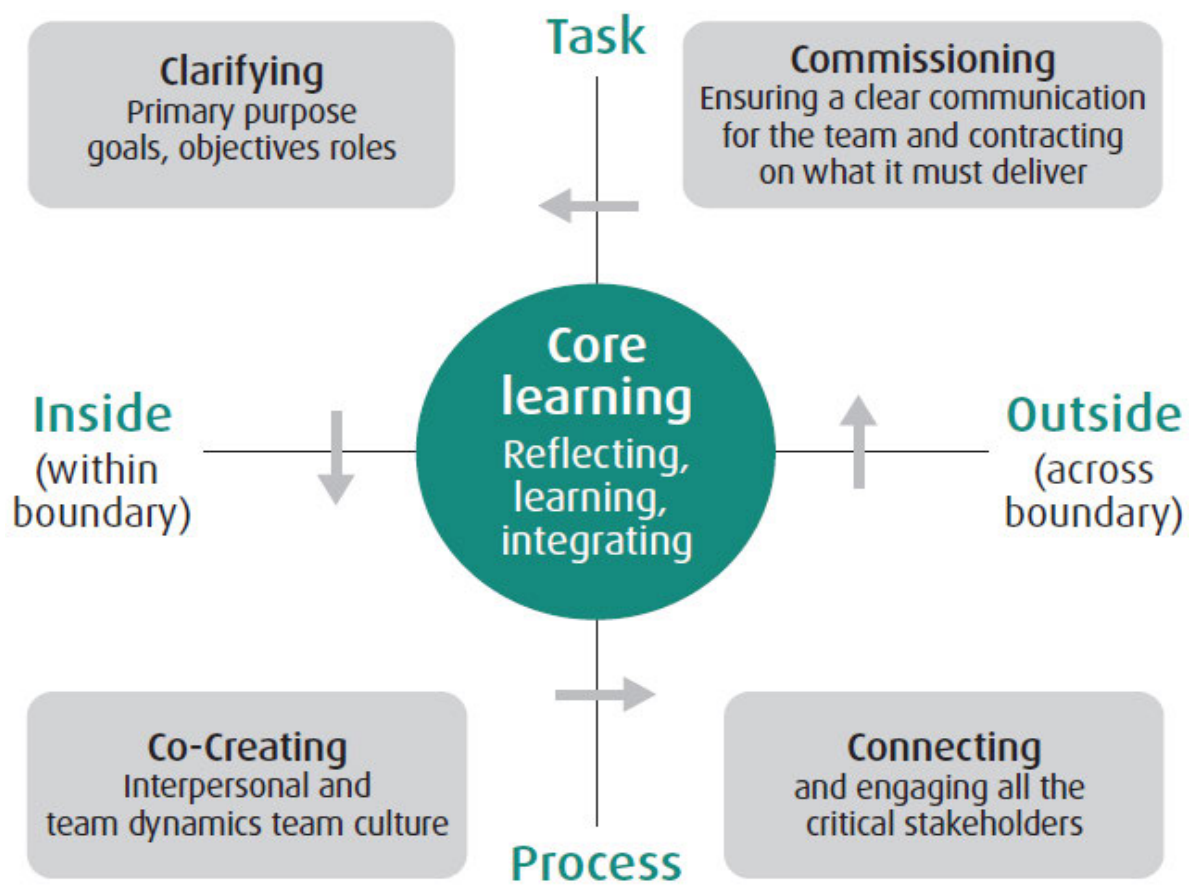 Task
Clarifying
Primary purpose
goals, objectives roles
Commissioning
Ensuring a clear communication
for the team and contracting
on what it must deliver
Inside
(within
boundary)
Core
learning
Reflecting,
learning,
integrating
Outside
(across
boundary)
Co-Creating
Interpersonal and
team dynamics team culture
Connecting
and engaging all the
critical stakeholders
Process